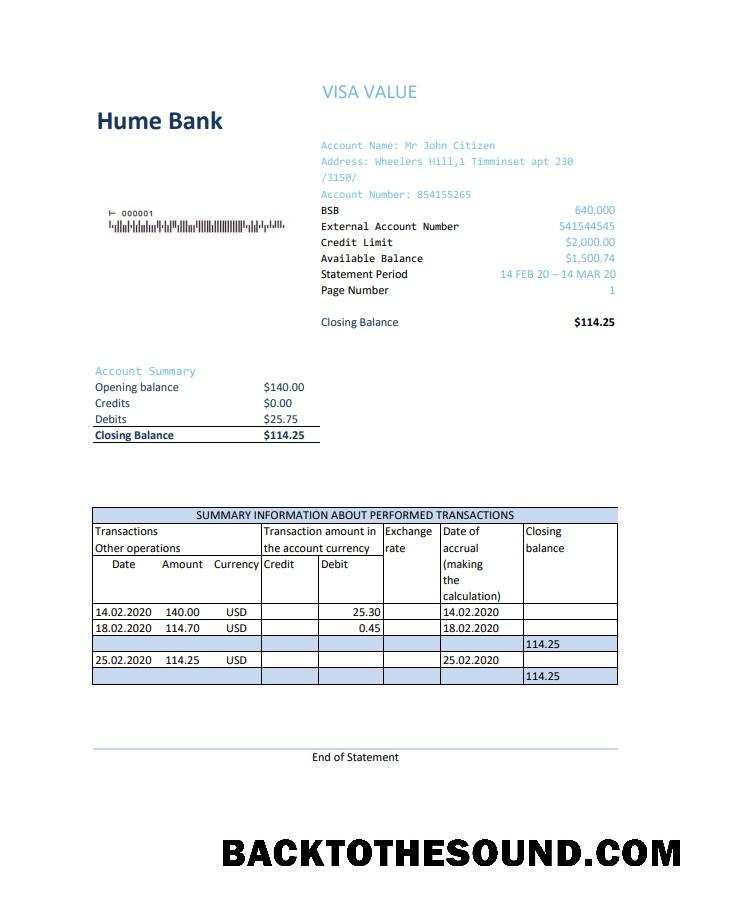 VISA VALUE
Hume Bank
Account Name: Mr John Citizen
Address: Wheelers Hill,1 Timminset apt 230
/3150/
Account Number: 854155265
000001
BSB 640,000
External Account Number 541544545
Credit Limit $2,000.00
Available Balance $1,500.74
Statement Period 14 FEB 20 – 14 MAR 20
Page Number 1
Closing Balance $114.25
Account Summary
Opening balance $140.00
Credits $0.00
Debits $25.75
Closing Balance $114.25
SUMMARY INFORMATION ABOUT PERFORMED TRANSACTIONS
Transactions Transaction amount in Exchange Date of Closing
Other operations the account currency rate accrual balance
Date Amount Currency Credit Debit (making
the
calculation)
14.02.2020 140.00 USD 25.30 14.02.2020
18.02.2020 114.70 USD 0.45 18.02.2020
114.25
25.02.2020 114.25 USD 25.02.2020
114.25
End of Statement
BACKTOTHESOUND.COM